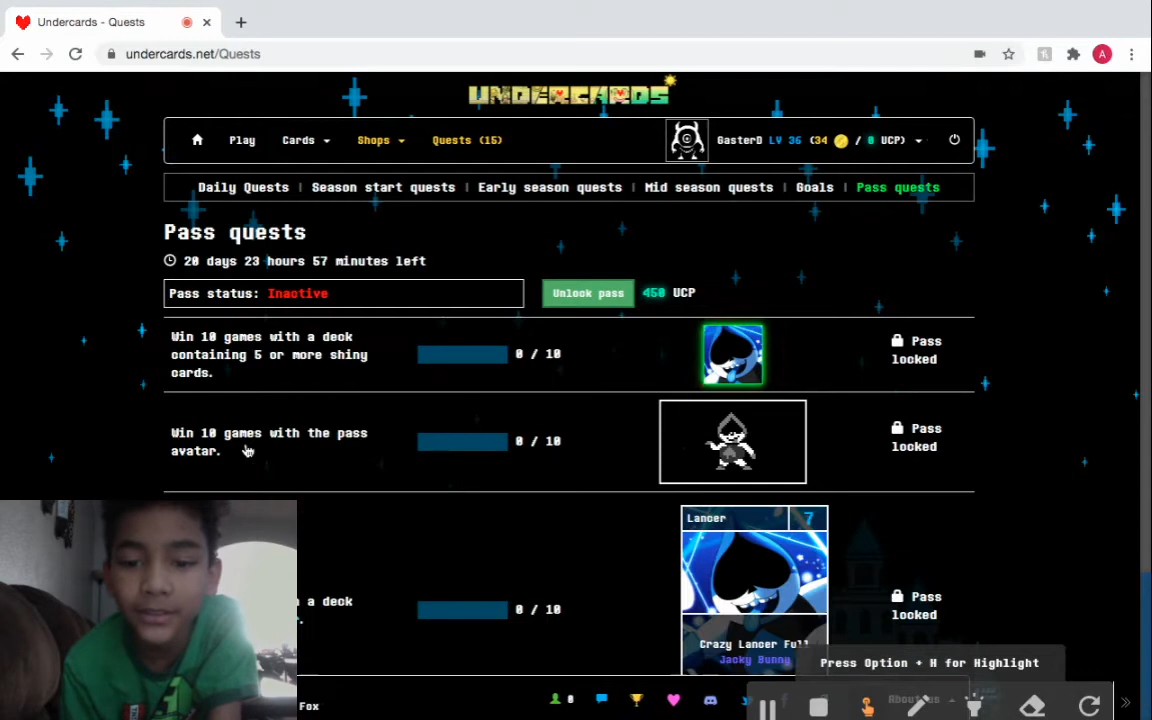 Undercards - Quests
undercards.net/Quests
A
UNDERCARDS
Play Cards Shops Quests (15) GasterD LV 36 (34 / 0 UCP)
Daily Quests | Season start quests | Early season quests | Mid season quests | Goals | Pass quests
Pass quests
20 days 23 hours 57 minutes left
Pass status: Inactive Unlock pass 450 UCP
Win 10 games with a deck
containing 5 or more shiny
cards.
0 / 10
Pass
locked
Win 10 games with the pass
avatar.
0 / 10
Pass
locked
Lancer 7
a deck
0 / 10
Pass
locked
Crazy Lancer Full
Jacky Bunny
Press Option + H for Highlight
Fox
8
About us